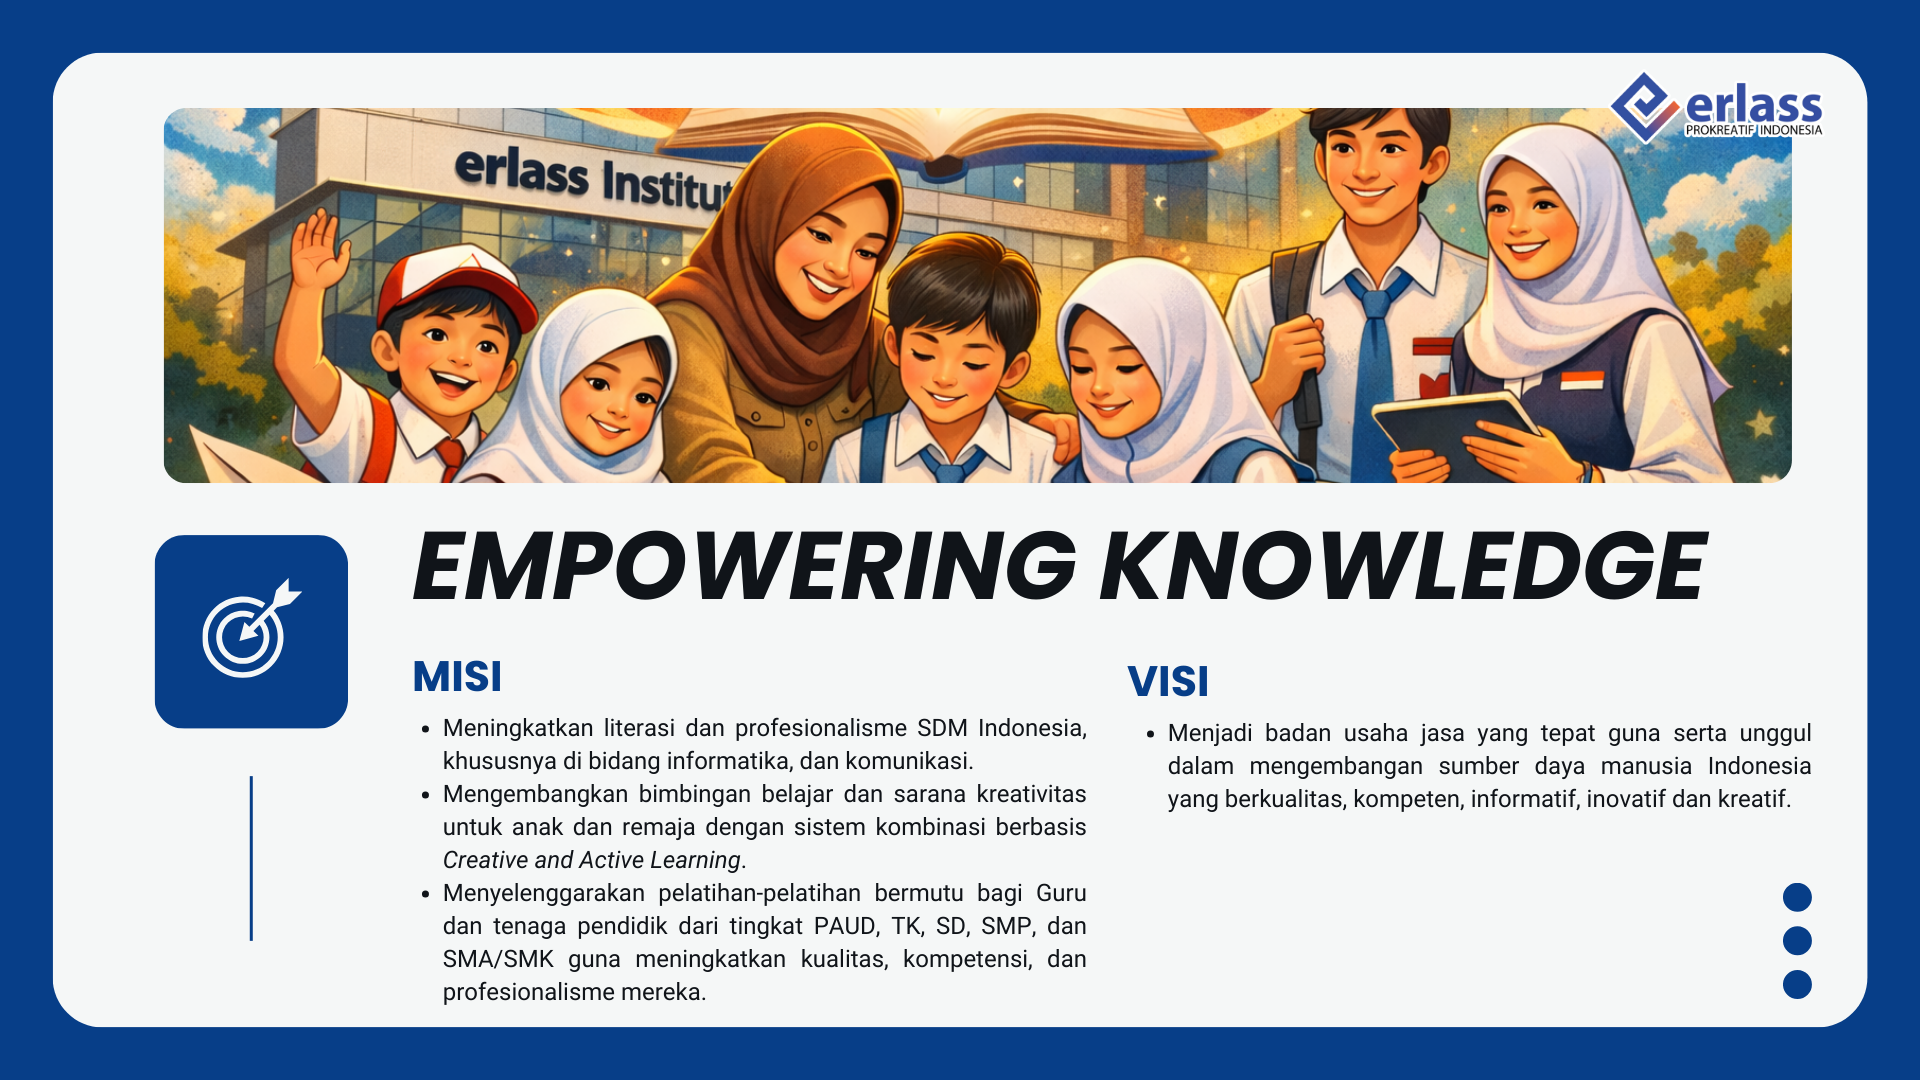 erlass
PROKREATIF INDONESIA
erlass Institut
EMPOWERING KNOWLEDGE
MISI
• Meningkatkan literasi dan profesionalisme SDM Indonesia,
khususnya di bidang informatika, dan komunikasi.
• Mengembangkan bimbingan belajar dan sarana kreativitas
untuk anak dan remaja dengan sistem kombinasi berbasis
Creative and Active Learning.
• Menyelenggarakan pelatihan-pelatihan bermutu bagi Guru
dan tenaga pendidik dari tingkat PAUD, TK, SD, SMP, dan
SMA/SMK guna meningkatkan kualitas, kompetensi, dan
profesionalisme mereka.
VISI
• Menjadi badan usaha jasa yang tepat guna serta unggul
dalam mengembangan sumber daya manusia Indonesia
yang berkualitas, kompeten, informatif, inovatif dan kreatif.